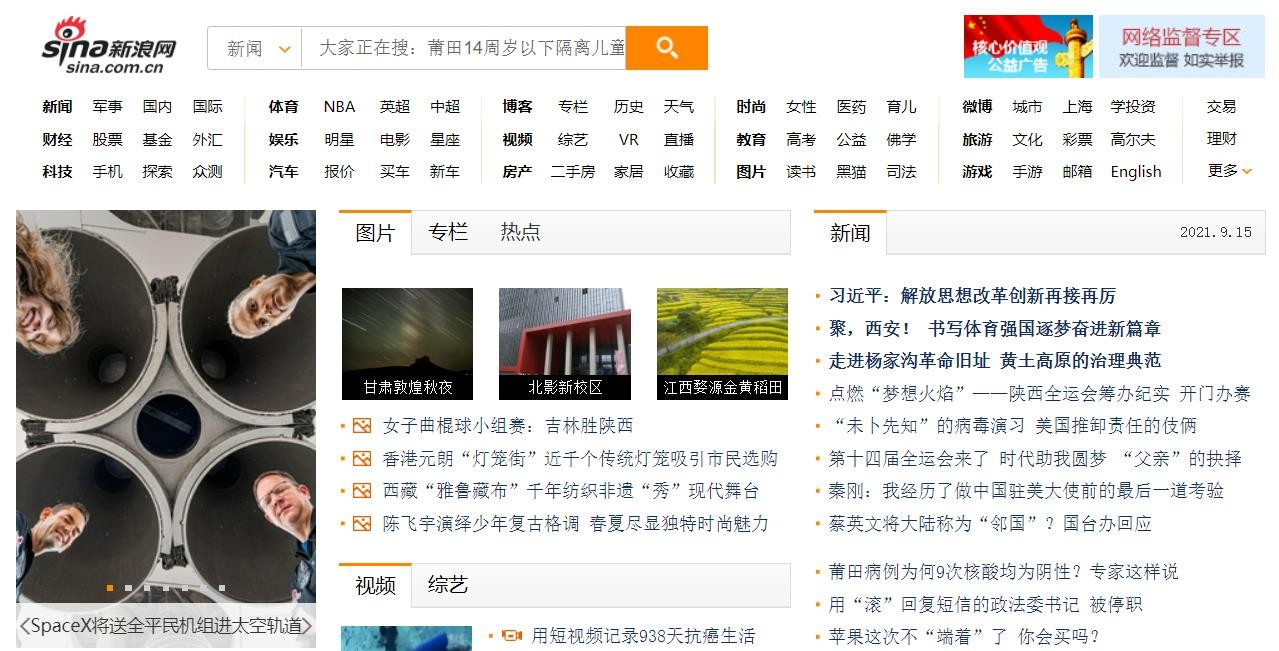 sina新浪网
sina.com.cn
新闻 大家正在搜：莆田14周岁以下隔离儿童
核心价值观
公益广告
网络监督专区
欢迎监督 如实举报
新闻 军事 国内 国际 体育 NBA 英超 中超 博客 专栏 历史 天气 时尚 女性 医药 育儿 微博 城市 上海 学投资 交易
财经 股票 基金 外汇 娱乐 明星 电影 星座 视频 综艺 VR 直播 教育 高考 公益 佛学 旅游 文化 彩票 高尔夫 理财
科技 手机 探索 众测 汽车 报价 买车 新车 房产 二手房 家居 收藏 图片 读书 黑猫 司法 游戏 手游 邮箱 English 更多
SpaceX将送全平民机组进太空轨道
图片 专栏 热点
甘肃敦煌秋夜
北影新校区
江西婺源金黄稻田
女子曲棍球小组赛：吉林胜陕西
香港元朗“灯笼街”近千个传统灯笼吸引市民选购
西藏“雅鲁藏布”千年纺织非遗“秀”现代舞台
陈飞宇演绎少年复古格调 春夏尽显独特时尚魅力
视频 综艺
用短视频记录938天抗癌生活
新闻 2021.9.15
习近平：解放思想改革创新再接再厉
聚，西安！ 书写体育强国逐梦奋进新篇章
走进杨家沟革命旧址 黄土高原的治理典范
点燃“梦想火焰”——陕西全运会筹办纪实 开门办赛
“未卜先知”的病毒演习 美国推卸责任的伎俩
第十四届全运会来了 时代助我圆梦 “父亲”的抉择
秦刚：我经历了做中国驻美大使前的最后一道考验
蔡英文将大陆称为“邻国”？国台办回应
莆田病例为何9次核酸均为阴性？专家这样说
用“滚”回复短信的政法委书记 被停职
苹果这次不“端着”了 你会买吗？